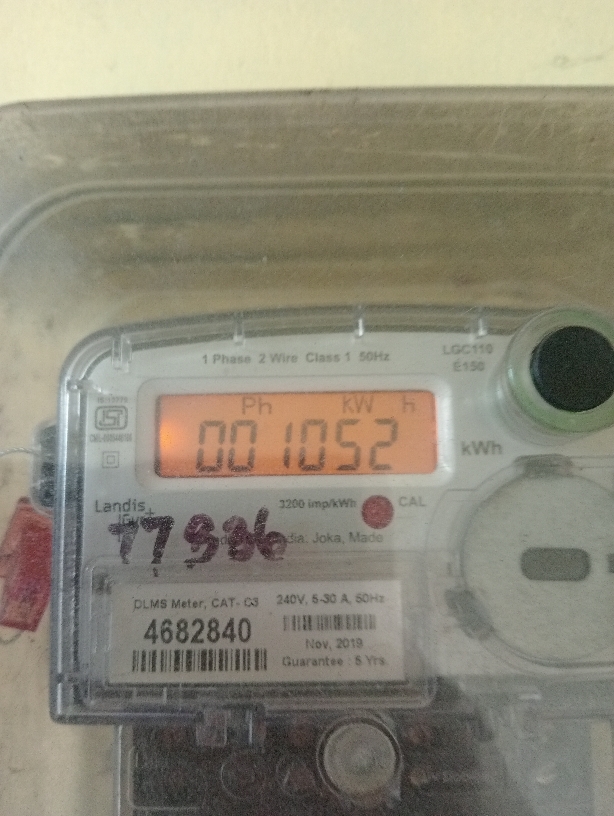 1 Phase 2 Wire Class 1 50Hz
LGC110
E150
Ph kW h
001052
kWh
Landis
3200 imp/kWh
CAL
dia. Joka, Made
DLMS Meter, CAT- C3
240V, 5-30 A, 50Hz
4682840
Nov, 2019
Guarantee : 5 Yrs.